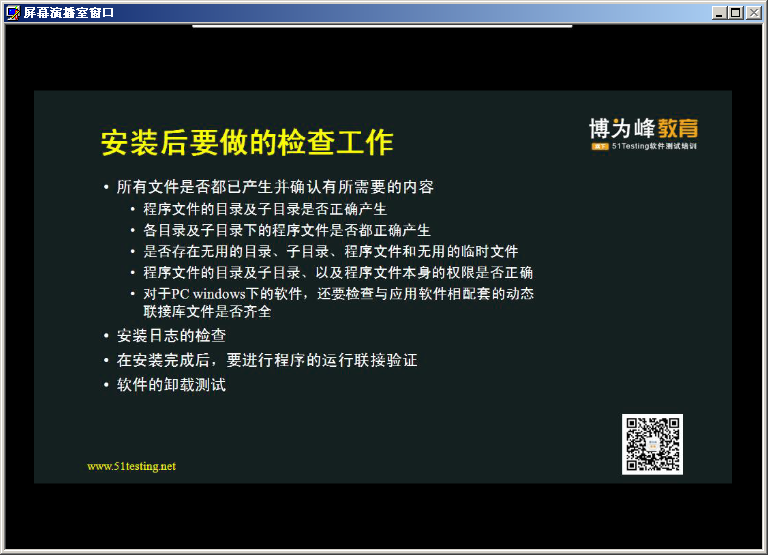 屏幕演播室窗口
安装后要做的检查工作
博为峰教育
旗下 51Testing软件测试培训
• 所有文件是否都已产生并确认有所需要的内容
• 程序文件的目录及子目录是否正确产生
• 各目录及子目录下的程序文件是否都正确产生
• 是否存在无用的目录、子目录、程序文件和无用的临时文件
• 程序文件的目录及子目录、以及程序文件本身的权限是否正确
• 对于PC windows下的软件，还要检查与应用软件相配套的动态
联接库文件是否齐全
• 安装日志的检查
• 在安装完成后，要进行程序的运行联接验证
• 软件的卸载测试
www.51testing.net